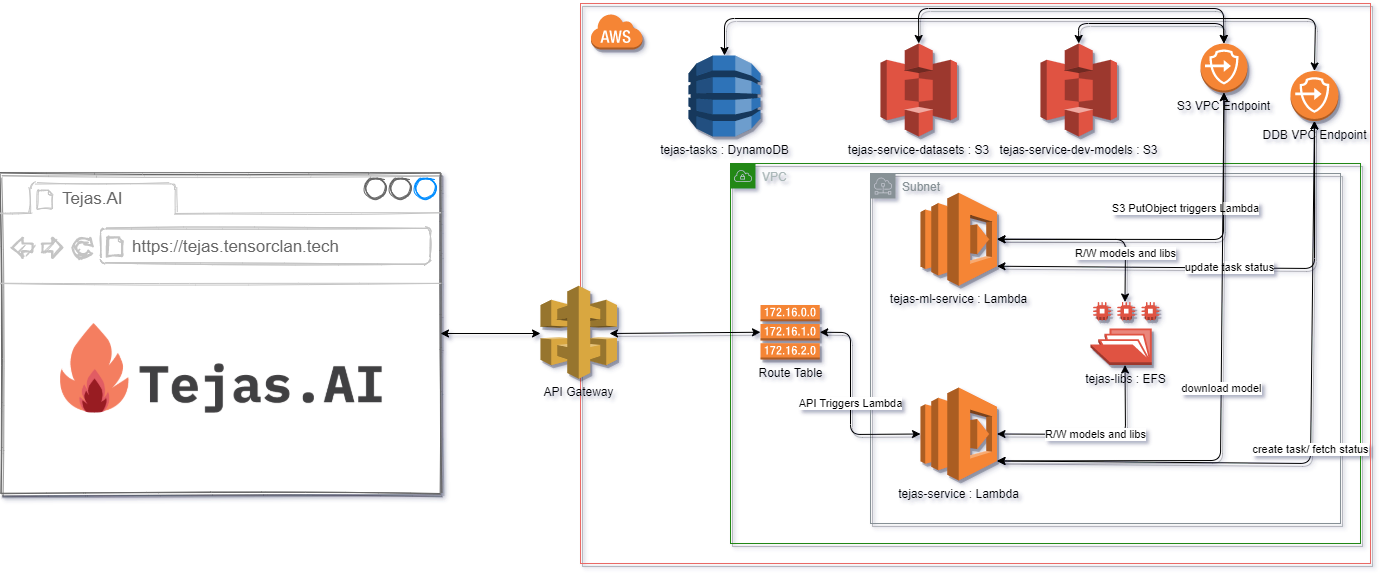 AWS
S3 VPC Endpoint
DDB VPC Endpoint
tejas-tasks : DynamoDB
tejas-service-datasets : S3
tejas-service-dev-models : S3
VPC
Subnet
Tejas.AI
https://tejas.tensorclan.tech
Tejas.AI
API Gateway
172.16.0.0
172.16.1.0
172.16.2.0
Route Table
API Triggers Lambda
S3 PutObject triggers Lambda
R/W models and libs
update task status
tejas-ml-service : Lambda
tejas-libs : EFS
download model
R/W models and libs
create task/ fetch status
tejas-service : Lambda